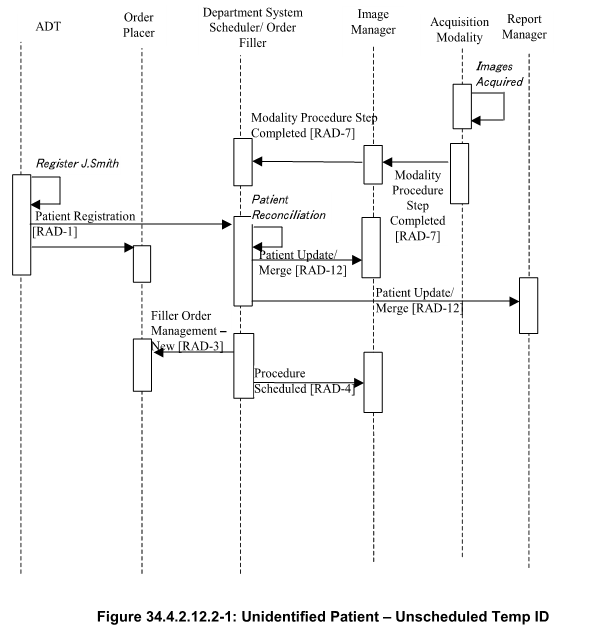 ADT
Order
Placer
Department System
Scheduler/ Order
Filler
Image
Manager
Acquisition
Modality
Report
Manager
Images
Acquired
Modality Procedure Step
Completed [RAD-7]
Modality
Procedure
Step
Completed
[RAD-7]
Register J.Smith
Patient Registration
[RAD-1]
Patient
Reconciliation
Patient Update/
Merge [RAD-12]
Patient Update/
Merge [RAD-12]
Filler Order
Management –
New [RAD-3]
Procedure
Scheduled [RAD-4]
Figure 34.4.2.12.2-1: Unidentified Patient – Unscheduled Temp ID